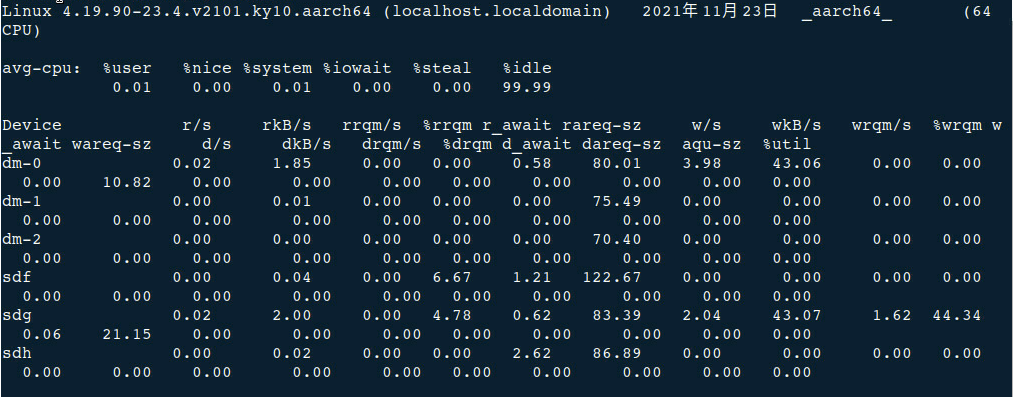 Linux 4.19.90-23.4.v2101.ky10.aarch64 (localhost.localdomain) 2021年11月23日 _aarch64_ (64
CPU)
avg-cpu: %user %nice %system %iowait %steal %idle
0.01 0.00 0.01 0.00 0.00 99.99
Device r/s rkB/s rrqm/s %rrqm r_await rareq-sz w/s wkB/s wrqm/s %wrqm w
_await wareq-sz d/s dkB/s drqm/s %drqm d_await dareq-sz aqu-sz %util
dm-0 0.02 1.85 0.00 0.00 0.58 80.01 3.98 43.06 0.00 0.00
0.00 10.82 0.00 0.00 0.00 0.00 0.00 0.00 0.00 0.00
dm-1 0.00 0.01 0.00 0.00 0.00 75.49 0.00 0.00 0.00 0.00
0.00 0.00 0.00 0.00 0.00 0.00 0.00 0.00 0.00 0.00
dm-2 0.00 0.00 0.00 0.00 0.00 70.40 0.00 0.00 0.00 0.00
0.00 0.00 0.00 0.00 0.00 0.00 0.00 0.00 0.00 0.00
sdf 0.00 0.04 0.00 6.67 1.21 122.67 0.00 0.00 0.00 0.00
0.00 0.00 0.00 0.00 0.00 0.00 0.00 0.00 0.00 0.00
sdg 0.02 2.00 0.00 4.78 0.62 83.39 2.04 43.07 1.62 44.34
0.06 21.15 0.00 0.00 0.00 0.00 0.00 0.00 0.00 0.00
sdh 0.00 0.02 0.00 0.00 2.62 86.89 0.00 0.00 0.00 0.00
0.00 0.00 0.00 0.00 0.00 0.00 0.00 0.00 0.00 0.00